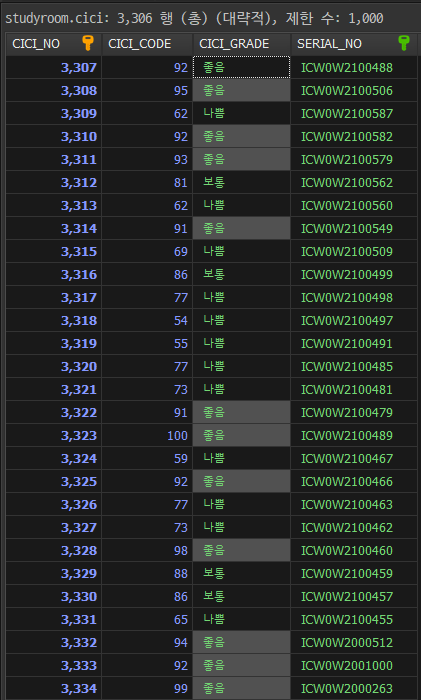 studyroom.cici: 3,306 행 (총) (대략적), 제한 수: 1,000
CICI_NO CICI_CODE CICI_GRADE SERIAL_NO
3,307 92 좋음 ICW0W2100488
3,308 95 좋음 ICW0W2100506
3,309 62 나쁨 ICW0W2100587
3,310 92 좋음 ICW0W2100582
3,311 93 좋음 ICW0W2100579
3,312 81 보통 ICW0W2100562
3,313 62 나쁨 ICW0W2100560
3,314 91 좋음 ICW0W2100549
3,315 69 나쁨 ICW0W2100509
3,316 86 보통 ICW0W2100499
3,317 77 나쁨 ICW0W2100498
3,318 54 나쁨 ICW0W2100497
3,319 55 나쁨 ICW0W2100491
3,320 77 나쁨 ICW0W2100485
3,321 73 나쁨 ICW0W2100481
3,322 91 좋음 ICW0W2100479
3,323 100 좋음 ICW0W2100489
3,324 59 나쁨 ICW0W2100467
3,325 92 좋음 ICW0W2100466
3,326 77 나쁨 ICW0W2100463
3,327 73 나쁨 ICW0W2100462
3,328 98 좋음 ICW0W2100460
3,329 88 보통 ICW0W2100459
3,330 86 보통 ICW0W2100457
3,331 65 나쁨 ICW0W2100455
3,332 94 좋음 ICW0W2000512
3,333 92 좋음 ICW0W2001000
3,334 99 좋음 ICW0W2000263